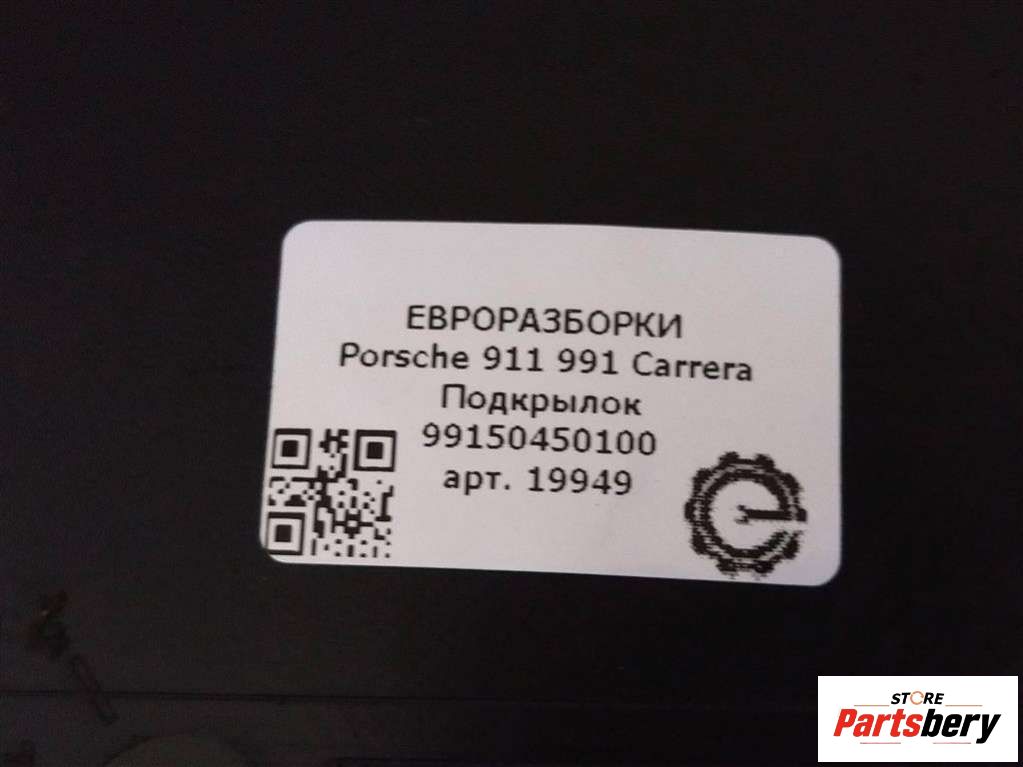 ЕВРОРАЗБОРКИ
Porsche 911 991 Carrera
Подкрылок
99150450100
арт. 19949
STORE
Partsbery